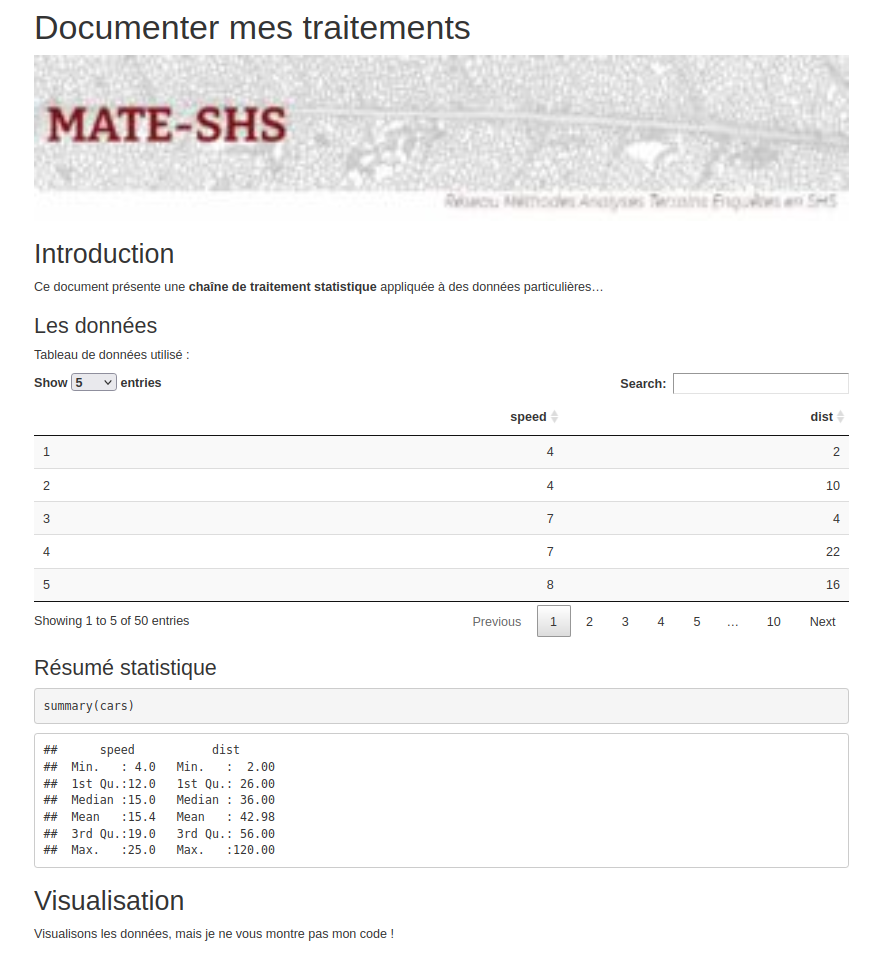 Documenter mes traitements
MATE-SHS
Réseau Méthodes Analyses Terrains Enquêtes en SHS
Introduction
Ce document présente une chaîne de traitement statistique appliquée à des données particulières…
Les données
Tableau de données utilisé :
Show 5 entries Search:
speed dist
1 4 2
2 4 10
3 7 4
4 7 22
5 8 16
Showing 1 to 5 of 50 entries Previous 1 2 3 4 5 … 10 Next
Résumé statistique
summary(cars)
##      speed           dist
##  Min.   : 4.0   Min.   :  2.00
##  1st Qu.:12.0   1st Qu.: 26.00
##  Median :15.0   Median : 36.00
##  Mean   :15.4   Mean   : 42.98
##  3rd Qu.:19.0   3rd Qu.: 56.00
##  Max.   :25.0   Max.   :120.00
Visualisation
Visualisons les données, mais je ne vous montre pas mon code !